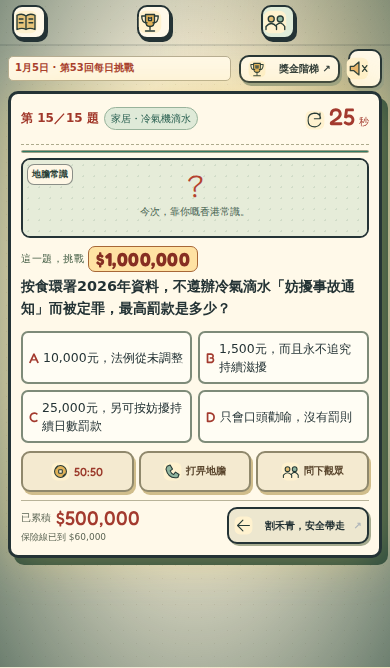 1月5日・第53回每日挑戰
獎金階梯 ↗
第 15／15 題
家居・冷氣機滴水
25 秒
地膽常識
?
今次，靠你嘅香港常識。
這一題，挑戰 $1,000,000
按食環署2026年資料，不遵辦冷氣滴水「妨擾事故通
知」而被定罪，最高罰款是多少？
A 10,000元，法例從未調整
B 1,500元，而且永不追究
持續滋擾
C 25,000元，另可按妨擾持
續日數罰款
D 只會口頭勸喻，沒有罰則
50:50
打畀地膽
問下觀眾
已累積 $500,000
保險線已到 $60,000
← 割禾青，安全帶走 ↗